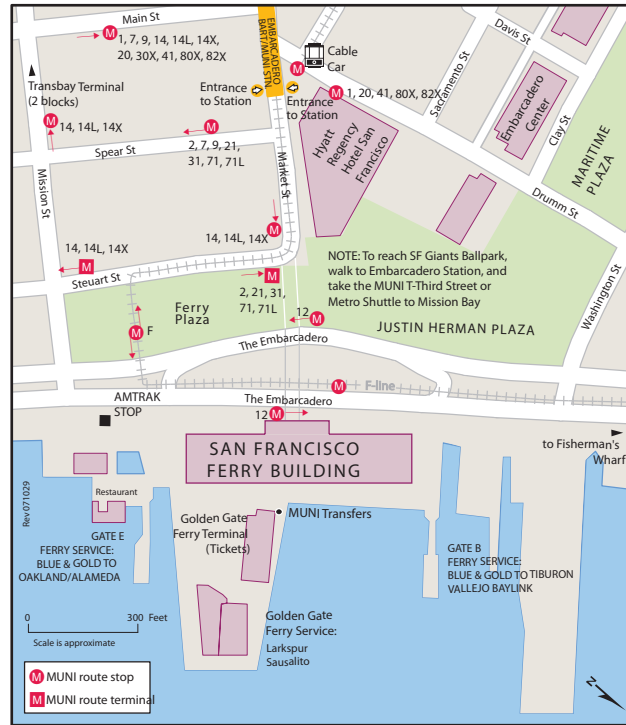 Main St
1, 7, 9, 14, 14L, 14X,
20, 30X, 41, 80X, 82X
EMBARCADERO
BART/MUNI STN.
Cable
Car
Davis St
Sacramento St
Embarcadero
Center
Clay St
MARITIME
PLAZA
Transbay Terminal
(2 blocks)
Entrance
to Station
Entrance
to Station
M
M
M 1, 20, 41, 80X, 82X
M 14, 14L, 14X
M
Spear St
2, 7, 9, 21,
31, 71, 71L
Market St
Hyatt
Regency
Hotel San
Francisco
Drumm St
Mission St
14, 14L, 14X
M
14, 14L, 14X
M
Steuart St
M
2, 21, 31,
71, 71L
NOTE: To reach SF Giants Ballpark,
walk to Embarcadero Station, and
take the MUNI T-Third Street or
Metro Shuttle to Mission Bay
Washington St
Ferry
Plaza
M F
12 M
JUSTIN HERMAN PLAZA
The Embarcadero
M
F-line
AMTRAK
STOP
The Embarcadero
12 M
SAN FRANCISCO
FERRY BUILDING
to Fisherman's
Wharf
Rev 071029
Restaurant
GATE E
FERRY SERVICE:
BLUE & GOLD TO
OAKLAND/ALAMEDA
Golden Gate
Ferry Terminal
(Tickets)
MUNI Transfers
GATE B
FERRY SERVICE:
BLUE & GOLD TO TIBURON
VALLEJO BAYLINK
0 300 Feet
Scale is approximate
Golden Gate
Ferry Service:
Larkspur
Sausalito
M MUNI route stop
M MUNI route terminal
N